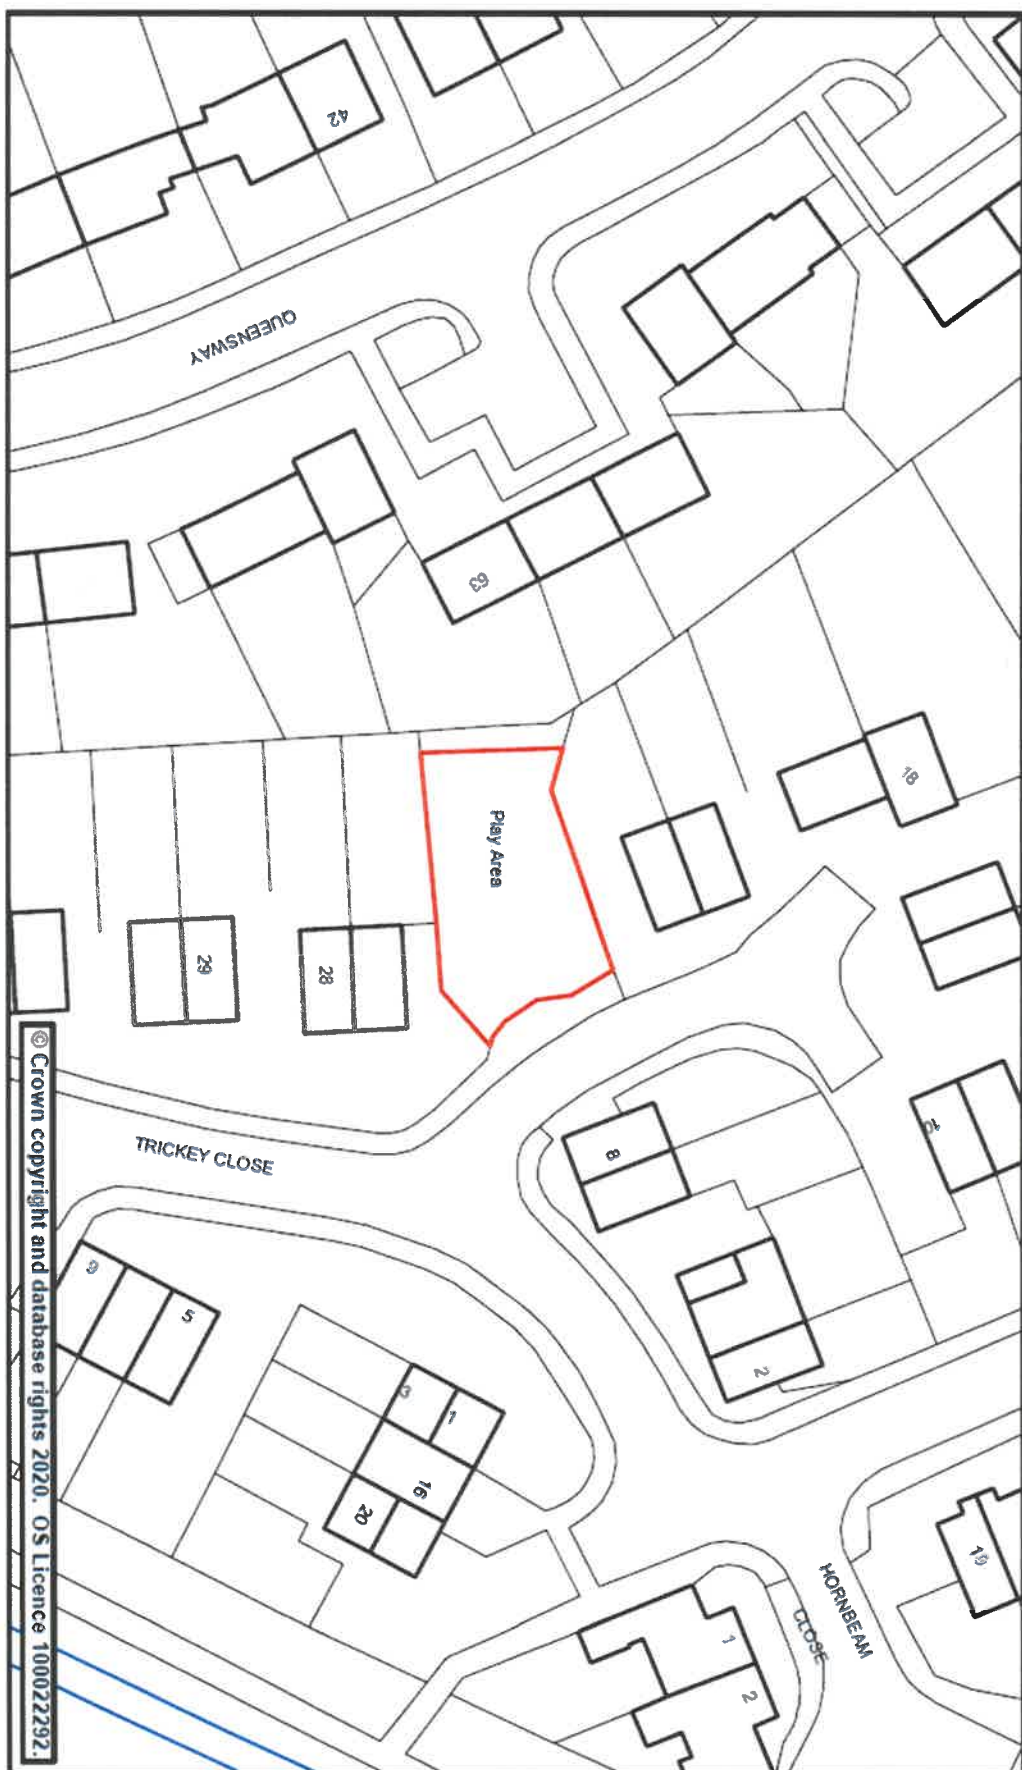 42
QUEENSWAY
63
18
Play Area
29
28
10
8
TRICKEY CLOSE
2
9
5
3
1
16
20
19
HORNBEAM
CLOSE
1
2
© Crown copyright and database rights 2020. OS Licence 100022292.